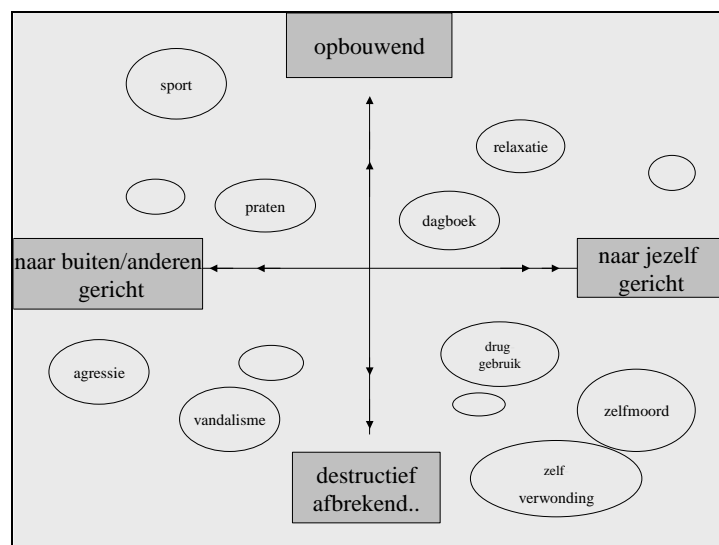 opbouwend
sport
relaxatie
praten
dagboek
naar buiten/anderen
gericht
naar jezelf
gericht
agressie
drug
gebruik
vandalisme
zelfmoord
destructief
afbrekend..
zelf
verwonding